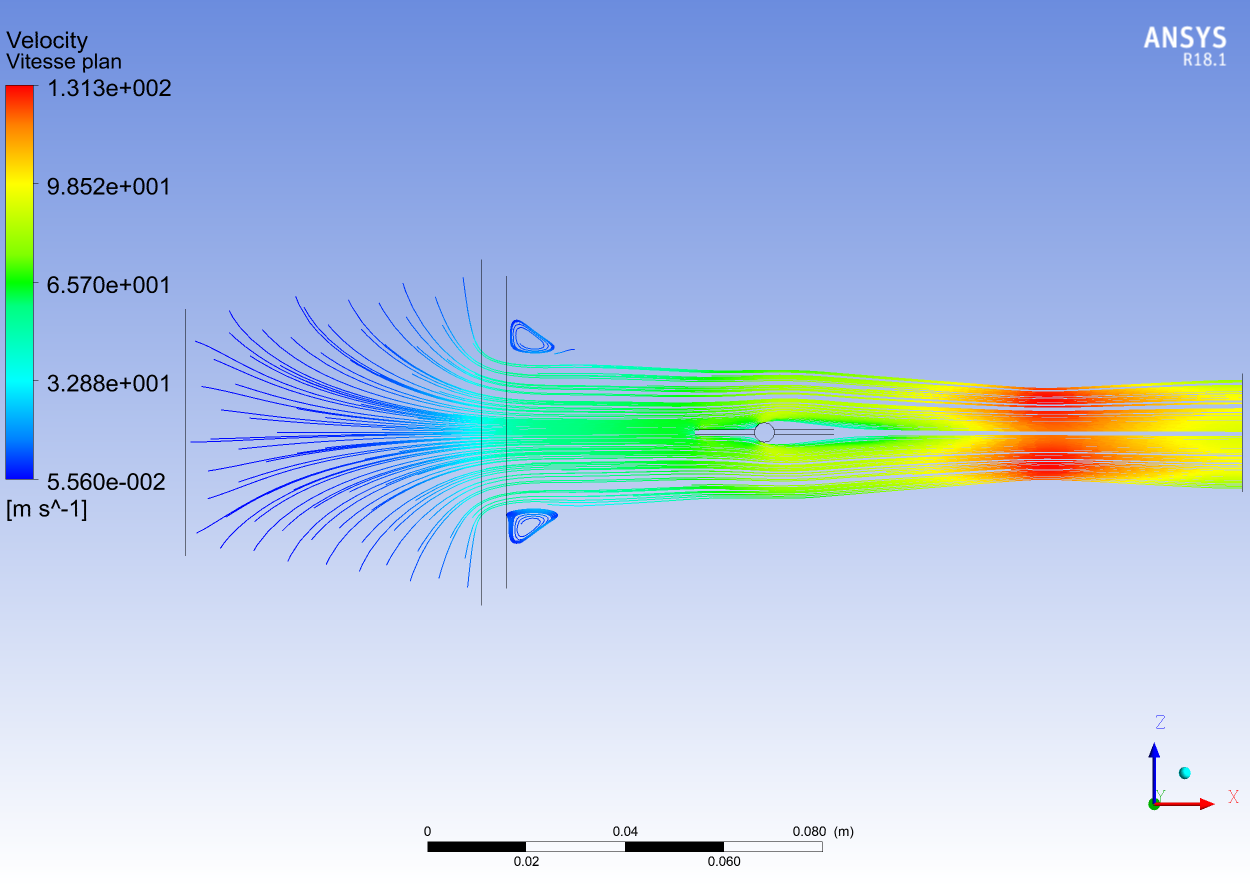 Velocity
Vitesse plan
1.313e+002
9.852e+001
6.570e+001
3.288e+001
5.560e-002
[m s^-1]
ANSYS
R18.1
Z
Y
X
0 0.04 0.080 (m)
0.02 0.060